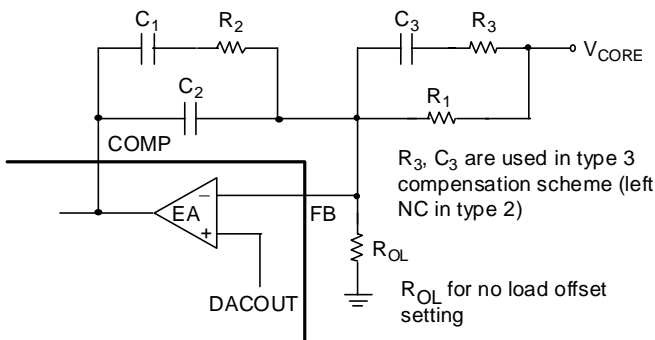 C1
R2
C3
R3
VCORE
C2
R1
COMP
R3, C3 are used in type 3
compensation scheme (left
NC in type 2)
EA
−
+
FB
ROL
DACOUT
ROL for no load offset
setting